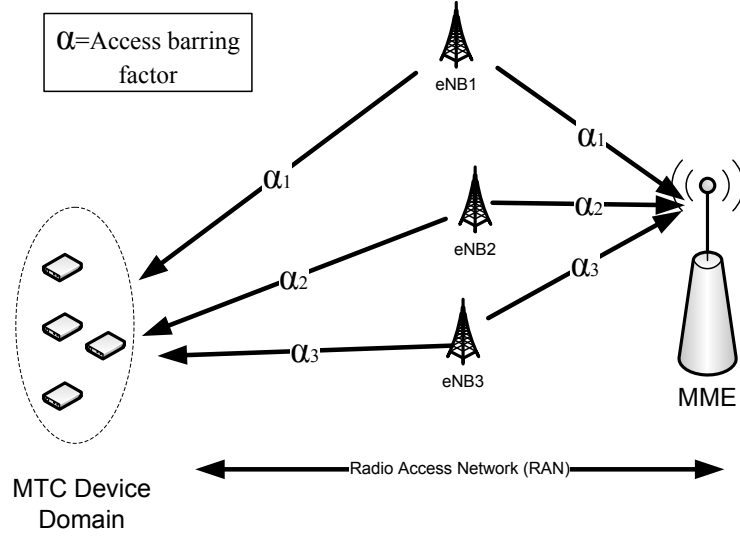 α=Access barring
factor
eNB1
α1
α1
eNB2
α2
α2
α3
α3
eNB3
MME
Radio Access Network (RAN)
MTC Device
Domain